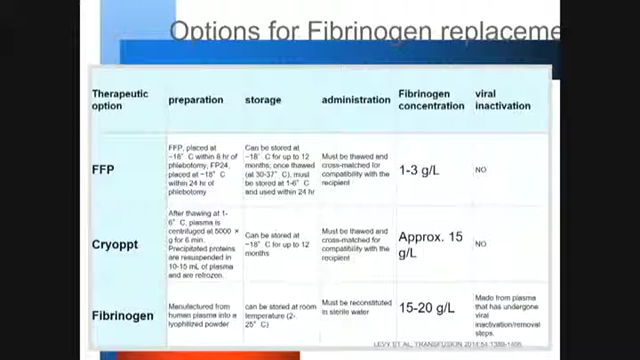 Options for Fibrinogen replaceme
Therapeutic option
preparation
storage
administration
Fibrinogen concentration
viral inactivation
FFP
FFP, placed at
−18° C within 8 hr of
phlebotomy, FP24,
placed at −18° C
within 24 hr of
phlebotomy
Can be stored at
−18° C for up to 12
months; once thawed
(at 30-37° C), must
be stored at 1-6° C
and used within 24 hr
Must be thawed and
cross-matched for
compatibility with the
recipient
1-3 g/L
NO
Cryoppt
After thawing at 1-
6° C, plasma is
centrifuged at 5000 ×
g for 6 min.
Precipitated proteins
are resuspended in
10-15 mL of plasma
and are refrozen.
Can be stored at
−18° C for up to 12
months
Must be thawed and
cross-matched for
compatibility with the
recipient
Approx. 15
g/L
NO
Fibrinogen
Manufactured from
human plasma into a
lyophilized powder
can be stored at room
temperature (2-
25° C)
Must be reconstituted
in sterile water
15-20 g/L
Made from plasma
that has undergone
viral
inactivation/removal
steps.
LEVY ET AL, TRANSFUSION 2014;54:1389-1405.